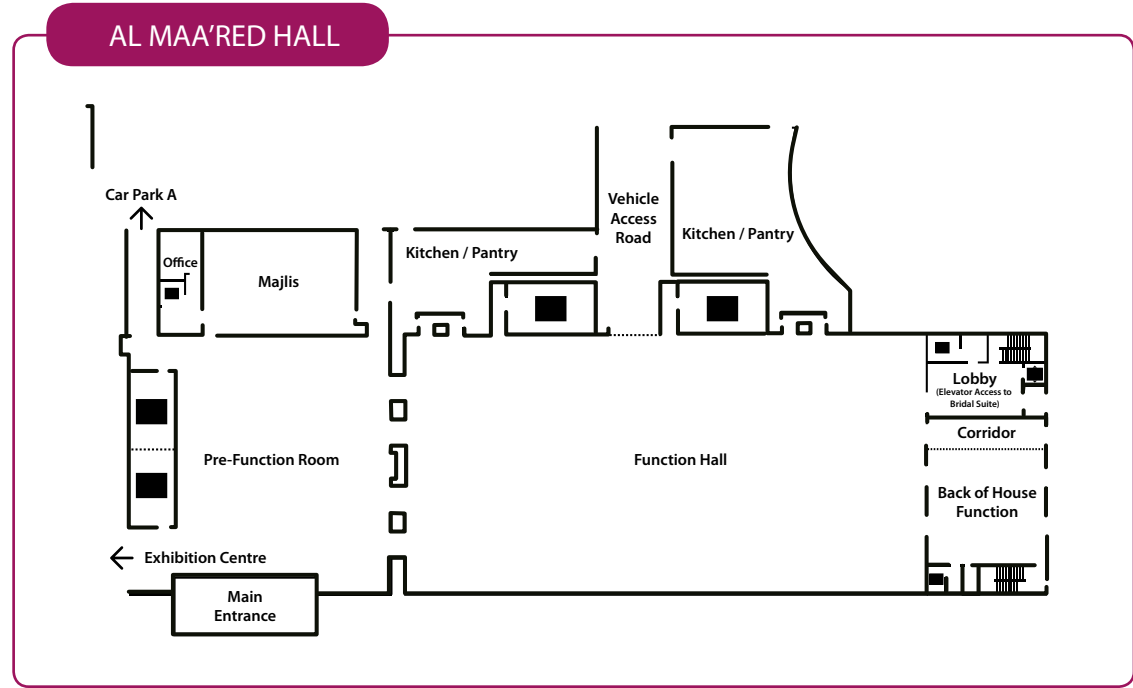 AL MAA'RED HALL
Car Park A
Office
Majlis
Kitchen / Pantry
Vehicle
Access
Road
Kitchen / Pantry
Lobby
(Elevator Access to
Bridal Suite)
Corridor
Pre-Function Room
Function Hall
Back of House
Function
Exhibition Centre
Main
Entrance